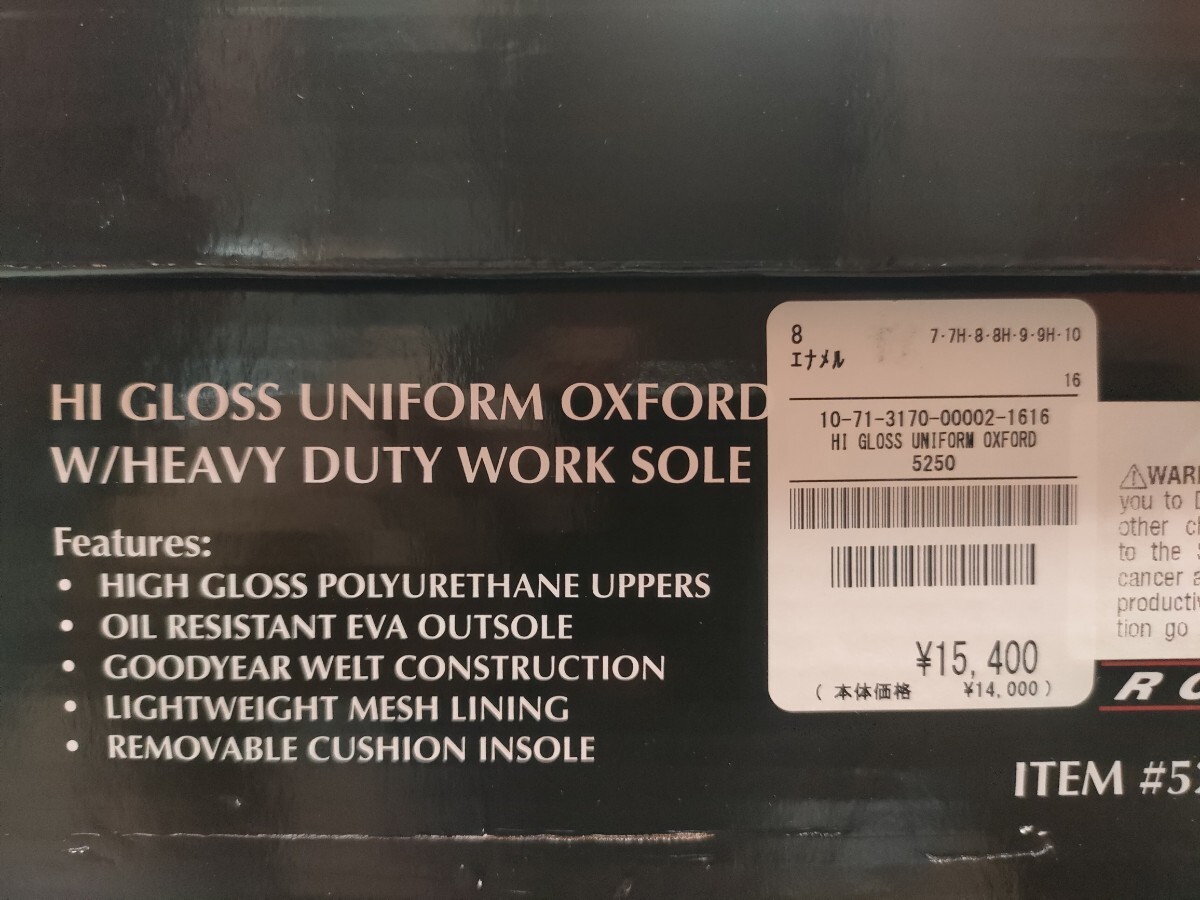 HI GLOSS UNIFORM OXFORD
W/HEAVY DUTY WORK SOLE
Features:
• HIGH GLOSS POLYURETHANE UPPERS
• OIL RESISTANT EVA OUTSOLE
• GOODYEAR WELT CONSTRUCTION
• LIGHTWEIGHT MESH LINING
• REMOVABLE CUSHION INSOLE
8 7・7H・8・8H・9・9H・10
エナメル
16
10-71-3170-00002-1616
HI GLOSS UNIFORM OXFORD
5250
¥15,400
(本体価格 ¥14,000)
⚠WAR
you to
other
to the
cancer
tion go
R
ITEM #52